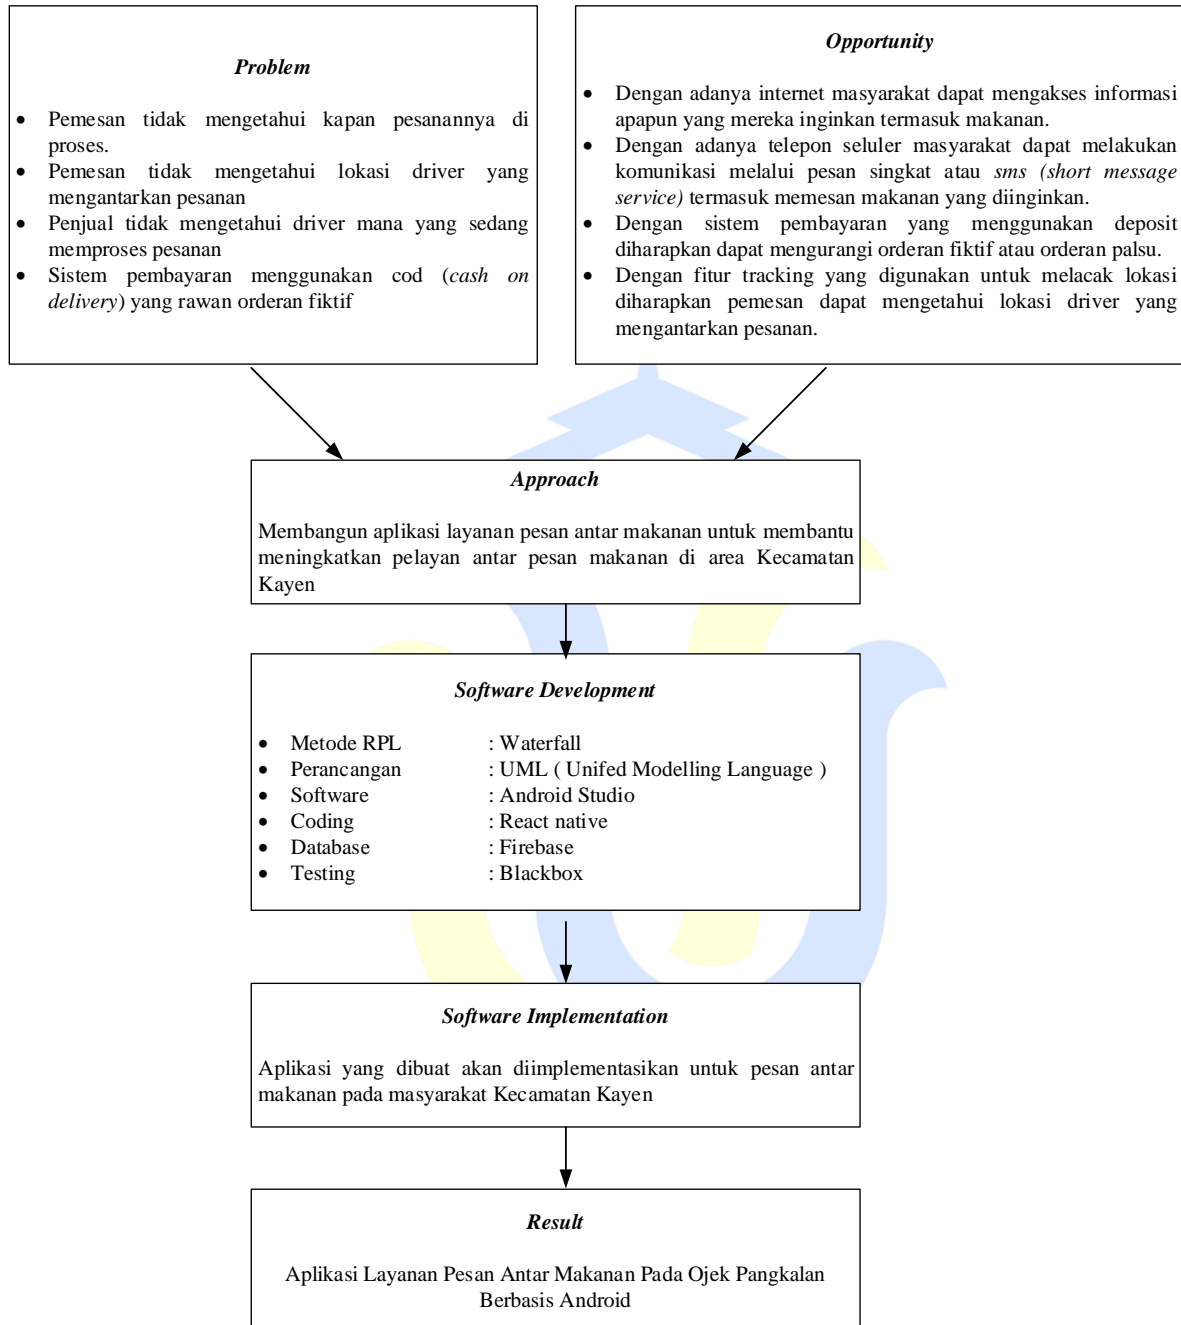 Problem
• Pemesan tidak mengetahui kapan pesanannya di
proses.
• Pemesan tidak mengetahui lokasi driver yang
mengantarkan pesanan
• Penjual tidak mengetahui driver mana yang sedang
memproses pesanan
• Sistem pembayaran menggunakan cod (cash on
delivery) yang rawan orderan fiktif
Opportunity
• Dengan adanya internet masyarakat dapat mengakses informasi
apapun yang mereka inginkan termasuk makanan.
• Dengan adanya telepon seluler masyarakat dapat melakukan
komunikasi melalui pesan singkat atau sms (short message
service) termasuk memesan makanan yang diinginkan.
• Dengan sistem pembayaran yang menggunakan deposit
diharapkan dapat mengurangi orderan fiktif atau orderan palsu.
• Dengan fitur tracking yang digunakan untuk melacak lokasi
diharapkan pemesan dapat mengetahui lokasi driver yang
mengantarkan pesanan.
Approach
Membangun aplikasi layanan pesan antar makanan untuk membantu
meningkatkan pelayan antar pesan makanan di area Kecamatan
Kayen
Software Development
• Metode RPL : Waterfall
• Perancangan : UML ( Unifed Modelling Language )
• Software : Android Studio
• Coding : React native
• Database : Firebase
• Testing : Blackbox
Software Implementation
Aplikasi yang dibuat akan diimplementasikan untuk pesan antar
makanan pada masyarakat Kecamatan Kayen
Result
Aplikasi Layanan Pesan Antar Makanan Pada Ojek Pangkalan
Berbasis Android